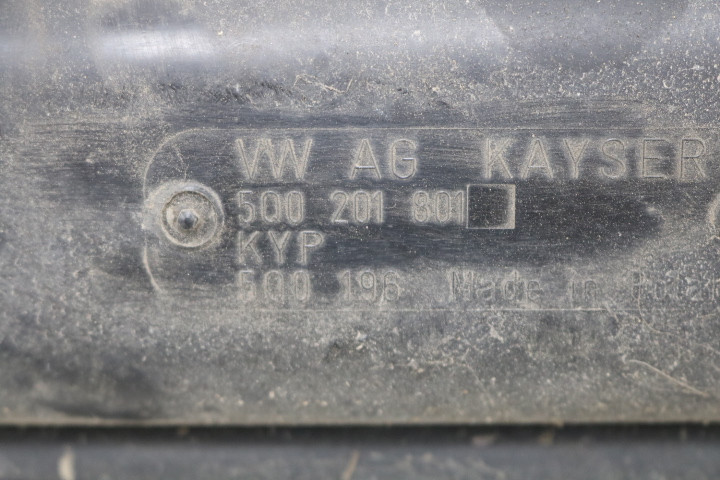 VW AG KAYSER
5Q0 201 801
KYP
5Q0 196 Made in